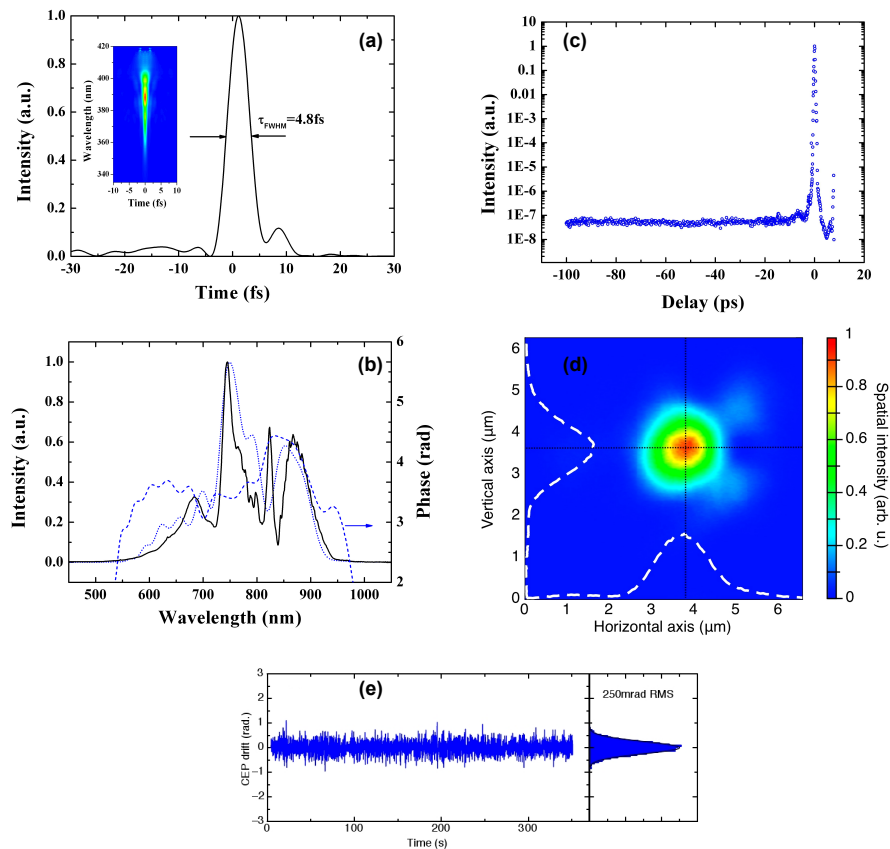 (a)
1.0
0.8
0.6
0.4
0.2
0.0
Intensity (a.u.)
-30 -20 -10 0 10 20 30
Time (fs)
τFWHM=4.8fs
420
400
380
360
340
Wavelength (nm)
-10 -5 0 5 10
Time (fs)
(c)
1
0.1
0.01
1E-3
1E-4
1E-5
1E-6
1E-7
1E-8
Intensity (a.u.)
-100 -80 -60 -40 -20 0 20
Delay (ps)
(b)
1.0
0.8
0.6
0.4
0.2
0.0
Intensity (a.u.)
6
5
4
3
2
Phase (rad)
500 600 700 800 900 1000
Wavelength (nm)
(d)
6
5
4
3
2
1
0
Vertical axis (µm)
0 1 2 3 4 5 6
Horizontal axis (µm)
1
0.8
0.6
0.4
0.2
0
Spatial intensity (arb. u.)
(e)
3
2
1
0
-1
-2
-3
CEP drift (rad.)
0 100 200 300
Time (s)
250mrad RMS